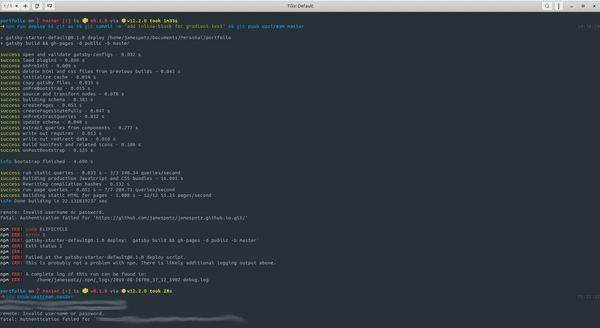 Tilix: Default
1 / 1
portfolio on master [!] is v0.1.0 via v12.2.0 took 1m33s
npm run deploy && git aa && git commit -m "add inline-block for gradient-text" && git push upstream master
> gatsby-starter-default@0.1.0 deploy /home/jamespotz/Documents/Personal/portfolio
> gatsby build && gh-pages -d public -b master
success open and validate gatsby-configs - 0.032 s
success load plugins - 0.616 s
success onPreInit - 0.009 s
success delete html and css files from previous builds - 0.043 s
success initialize cache - 0.014 s
success copy gatsby files - 0.035 s
success onPreBootstrap - 0.015 s
success source and transform nodes - 0.078 s
success building schema - 0.383 s
success createPages - 0.053 s
success createPagesStatefully - 0.047 s
success onPreExtractQueries - 0.012 s
success update schema - 0.040 s
success extract queries from components - 0.277 s
success write out requires - 0.013 s
success write out redirect data - 0.016 s
success Build manifest and related icons - 0.108 s
success onPostBootstrap - 0.125 s
info bootstrap finished - 4.690 s
success run static queries - 0.033 s — 3/3 140.34 queries/second
success Building production JavaScript and CSS bundles - 16.091 s
success Rewriting compilation hashes - 0.132 s
success run page queries - 0.051 s — 7/7 284.71 queries/second
success Building static HTML for pages - 1.008 s — 12/12 53.25 pages/second
info Done building in 22.131819237 sec
remote: Invalid username or password.
fatal: Authentication failed for 'https://github.com/jamespotz/jamespotz.github.io.git/'
npm ERR! code ELIFECYCLE
npm ERR! errno 1
npm ERR! gatsby-starter-default@0.1.0 deploy: `gatsby build && gh-pages -d public -b master`
npm ERR! Exit status 1
npm ERR!
npm ERR! Failed at the gatsby-starter-default@0.1.0 deploy script.
npm ERR! This is probably not a problem with npm. There is likely additional logging output above.
npm ERR! A complete log of this run can be found in:
npm ERR! /home/jamespotz/.npm/_logs/2019-08-16T06_37_12_390Z-debug.log
portfolio on master [!] is v0.1.0 via v12.2.0 took 28s
git push upstream master
remote: Invalid username or password.
fatal: Authentication failed for